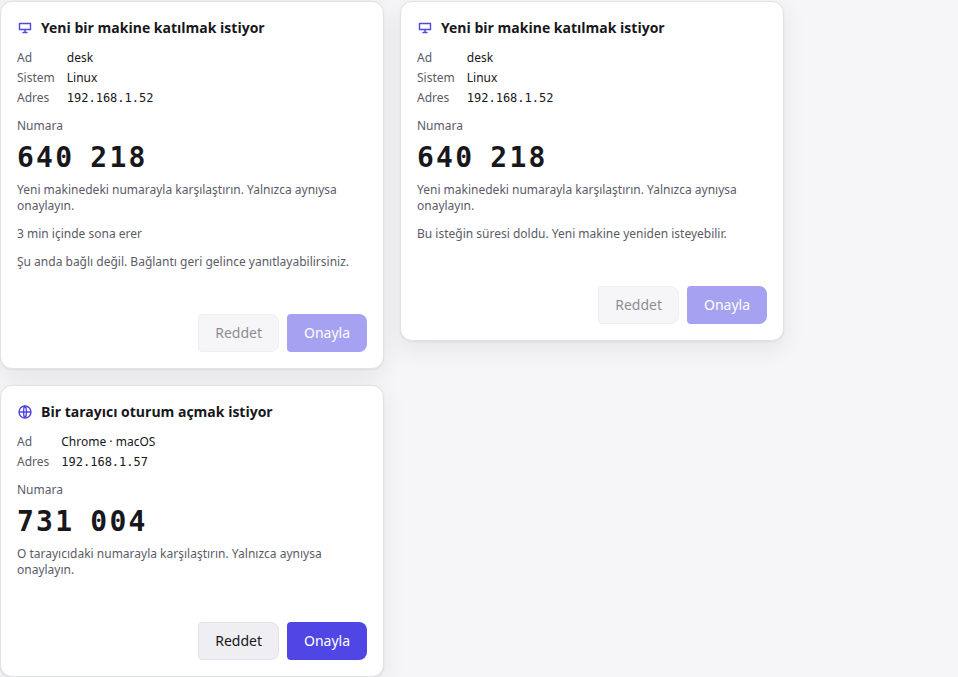 Yeni bir makine katılmak istiyor
Ad desk
Sistem Linux
Adres 192.168.1.52
Numara
640 218
Yeni makinedeki numarayla karşılaştırın. Yalnızca aynıysa
onaylayın.
3 min içinde sona erer
Şu anda bağlı değil. Bağlantı geri gelince yanıtlayabilirsiniz.
Reddet Onayla
Yeni bir makine katılmak istiyor
Ad desk
Sistem Linux
Adres 192.168.1.52
Numara
640 218
Yeni makinedeki numarayla karşılaştırın. Yalnızca aynıysa
onaylayın.
Bu isteğin süresi doldu. Yeni makine yeniden isteyebilir.
Reddet Onayla
Bir tarayıcı oturum açmak istiyor
Ad Chrome · macOS
Adres 192.168.1.57
Numara
731 004
O tarayıcıdaki numarayla karşılaştırın. Yalnızca aynıysa
onaylayın.
Reddet Onayla